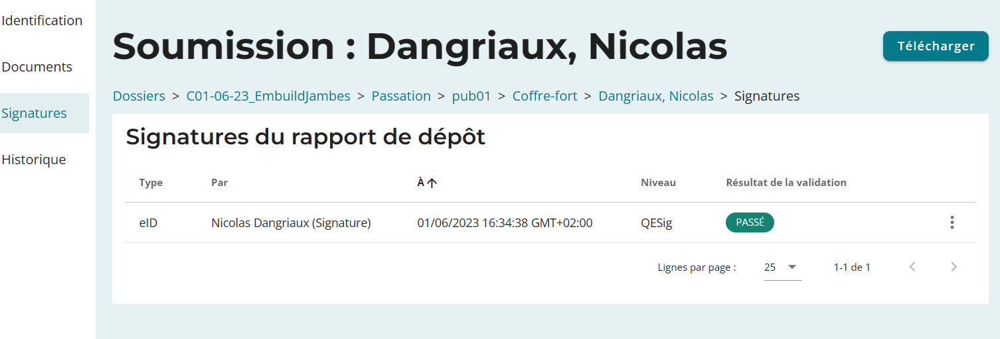 Identification
Documents
Signatures
Historique
Soumission : Dangriaux, Nicolas
Télécharger
Dossiers > C01-06-23_EmbuildJambes > Passation > pub01 > Coffre-fort > Dangriaux, Nicolas > Signatures
Signatures du rapport de dépôt
Type Par À Niveau Résultat de la validation
eID Nicolas Dangriaux (Signature) 01/06/2023 16:34:38 GMT+02:00 QESig PASSÉ
Lignes par page : 25 1-1 de 1